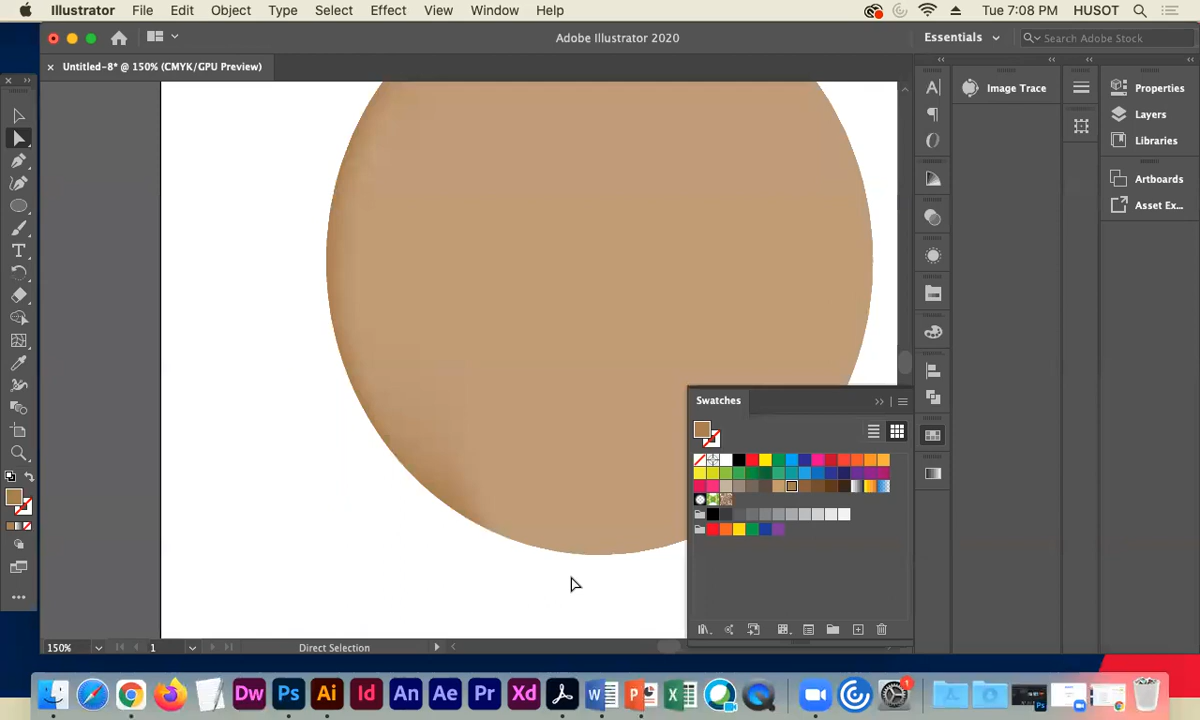 Illustrator File Edit Object Type Select Effect View Window Help Tue 7:08 PM HUSOT
Adobe Illustrator 2020 Essentials Search Adobe Stock
Untitled-8* @ 150% (CMYK/GPU Preview)
Image Trace
Properties
Layers
Libraries
Artboards
Asset Ex...
Swatches
150% 1 Direct Selection
Dw Ps Ai Id An Ae Pr Xd W P X 1